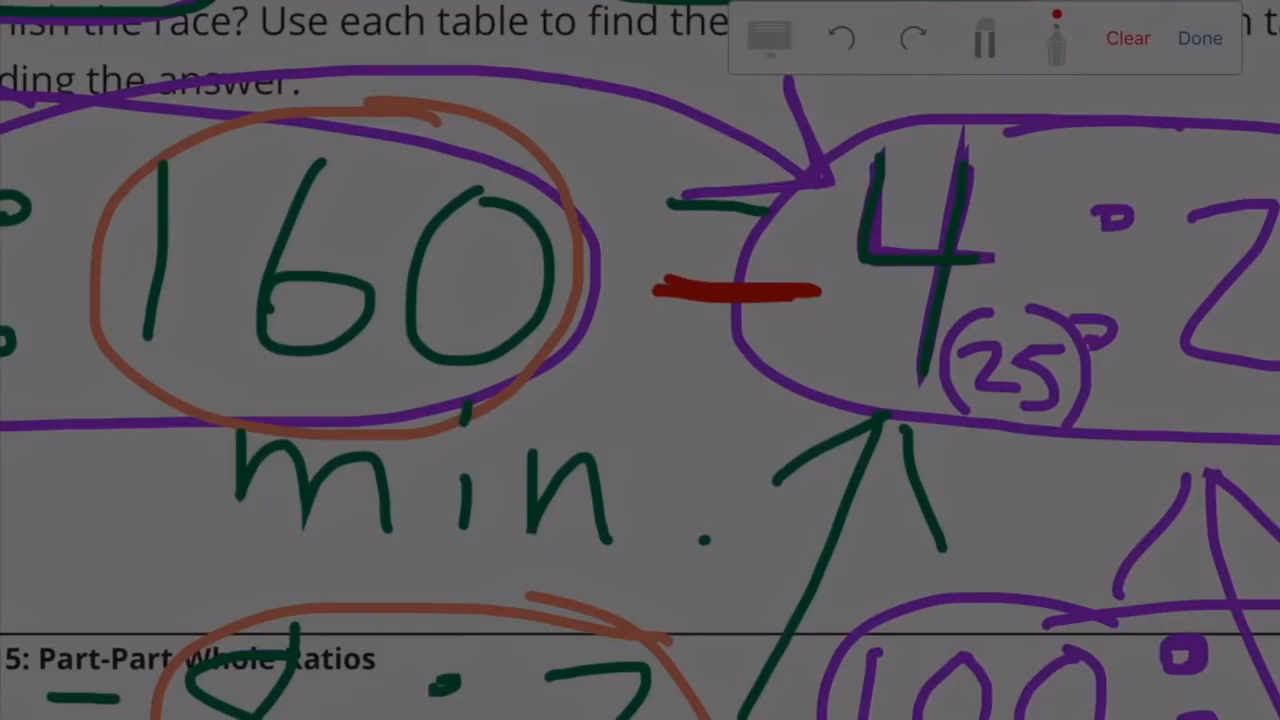 the race? Use each table to find the
Clear Done
ding the answer.
: 160 = 4 : 2
(25)
min.
5: Part-Part-Whole Ratios
100 :